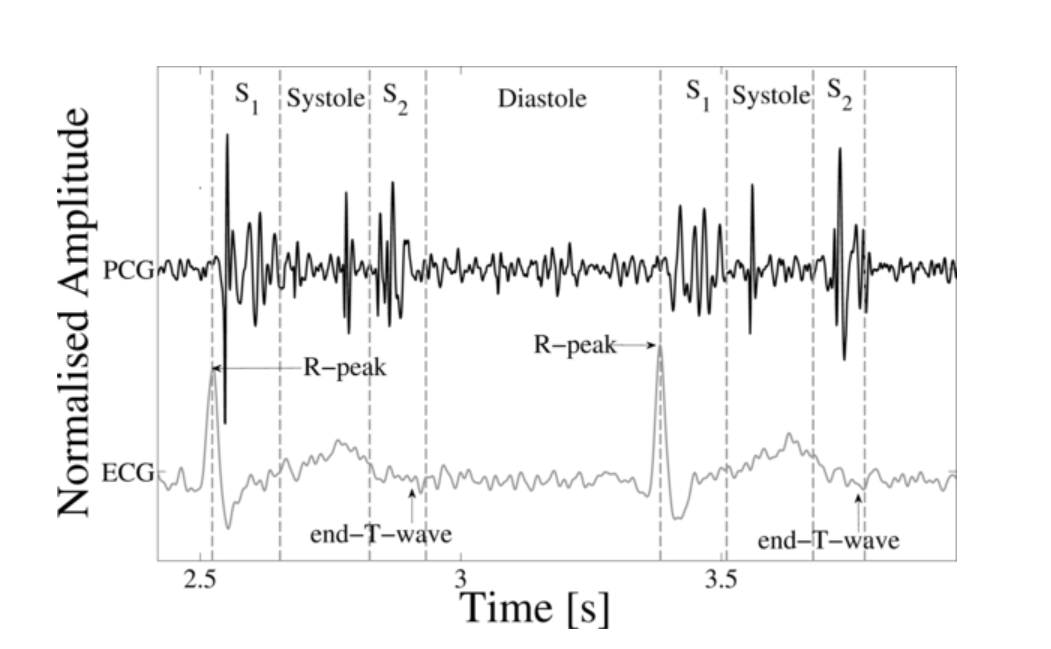 S1
Systole
S2
Diastole
S1
Systole
S2
Normalised Amplitude
PCG
R−peak
R−peak
ECG
end−T−wave
end−T−wave
2.5
3
3.5
Time [s]